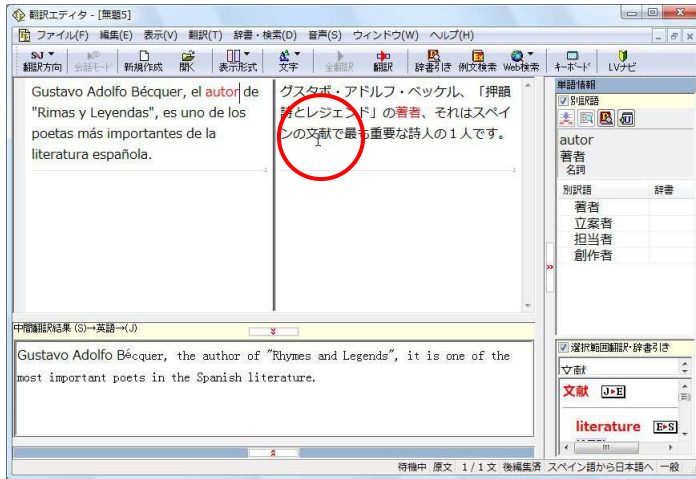 翻訳エディタ - [無題5]
ファイル(F) 編集(E) 表示(V) 翻訳(T) 辞書・検索(D) 音声(S) ウィンドウ(W) ヘルプ(H)
翻訳方向 会話モード 新規作成 開く 表示形式 文字 全翻訳 翻訳 辞書引き 例文検索 Web検索 キーボード LVナビ
Gustavo Adolfo Bécquer, el autor de
"Rimas y Leyendas", es uno de los
poetas más importantes de la
literatura española.
1
グスタボ・アドルフ・ベッケル、「押韻
詩とレジェンド」の著者、それはスペイ
ンの文献で最も重要な詩人の1人です。
1
単語情報
別訳語
autor
著者
名詞
別訳語 辞書
著者
立案者
担当者
創作者
中間翻訳結果 (S)→英語→(J)
Gustavo Adolfo Bécquer, the author of "Rhymes and Legends", it is one of the
most important poets in the Spanish literature.
選択範囲翻訳・辞書引き
文献
文献 J▶E
literature E▶S
待機中 原文 1/1文 後編集済 スペイン語から日本語へ 一般